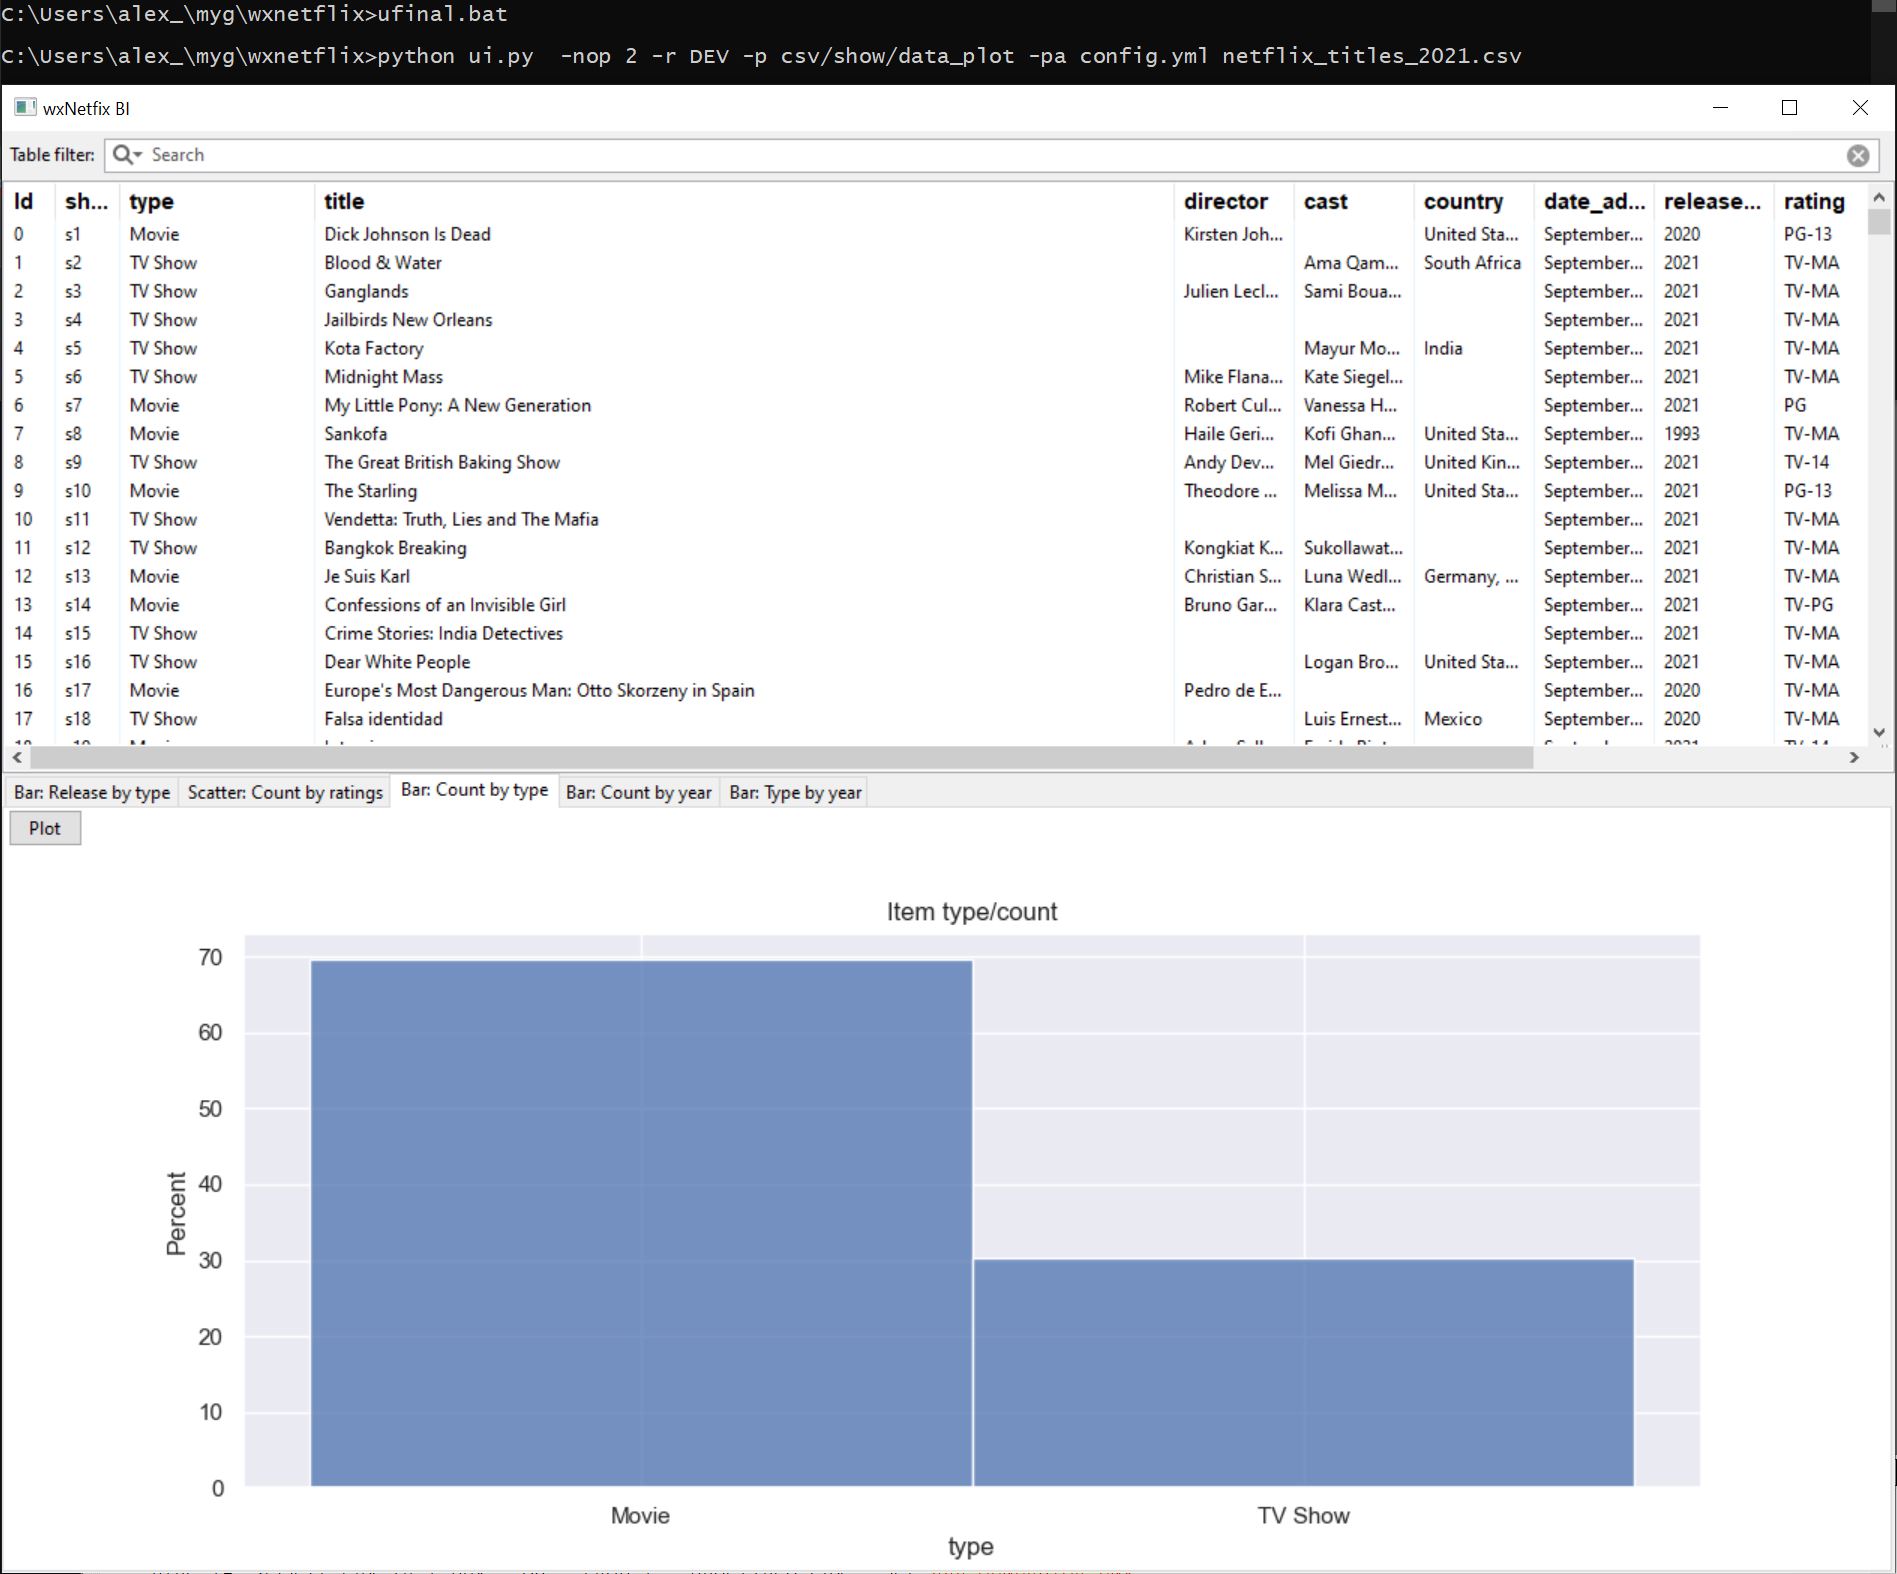 C:\Users\alex_\myg\wxnetflix>ufinal.bat
C:\Users\alex_\myg\wxnetflix>python ui.py  -nop 2 -r DEV -p csv/show/data_plot -pa config.yml netflix_titles_2021.csv
wxNetfix BI
Table filter: Search
Id sh... type title director cast country date_ad... release... rating
0 s1 Movie Dick Johnson Is Dead Kirsten Joh... United Sta... September... 2020 PG-13
1 s2 TV Show Blood & Water Ama Qam... South Africa September... 2021 TV-MA
2 s3 TV Show Ganglands Julien Lecl... Sami Boua... September... 2021 TV-MA
3 s4 TV Show Jailbirds New Orleans September... 2021 TV-MA
4 s5 TV Show Kota Factory Mayur Mo... India September... 2021 TV-MA
5 s6 TV Show Midnight Mass Mike Flana... Kate Siegel... September... 2021 TV-MA
6 s7 Movie My Little Pony: A New Generation Robert Cul... Vanessa H... September... 2021 PG
7 s8 Movie Sankofa Haile Geri... Kofi Ghan... United Sta... September... 1993 TV-MA
8 s9 TV Show The Great British Baking Show Andy Dev... Mel Giedr... United Kin... September... 2021 TV-14
9 s10 Movie The Starling Theodore ... Melissa M... United Sta... September... 2021 PG-13
10 s11 TV Show Vendetta: Truth, Lies and The Mafia September... 2021 TV-MA
11 s12 TV Show Bangkok Breaking Kongkiat K... Sukollawat... September... 2021 TV-MA
12 s13 Movie Je Suis Karl Christian S... Luna Wedl... Germany, ... September... 2021 TV-MA
13 s14 Movie Confessions of an Invisible Girl Bruno Gar... Klara Cast... September... 2021 TV-PG
14 s15 TV Show Crime Stories: India Detectives September... 2021 TV-MA
15 s16 TV Show Dear White People Logan Bro... United Sta... September... 2021 TV-MA
16 s17 Movie Europe's Most Dangerous Man: Otto Skorzeny in Spain Pedro de E... September... 2020 TV-MA
17 s18 TV Show Falsa identidad Luis Ernest... Mexico September... 2020 TV-MA
Bar: Release by type Scatter: Count by ratings Bar: Count by type Bar: Count by year Bar: Type by year
Plot
Item type/count
70
60
50
40
30
20
10
0
Percent
Movie TV Show
type